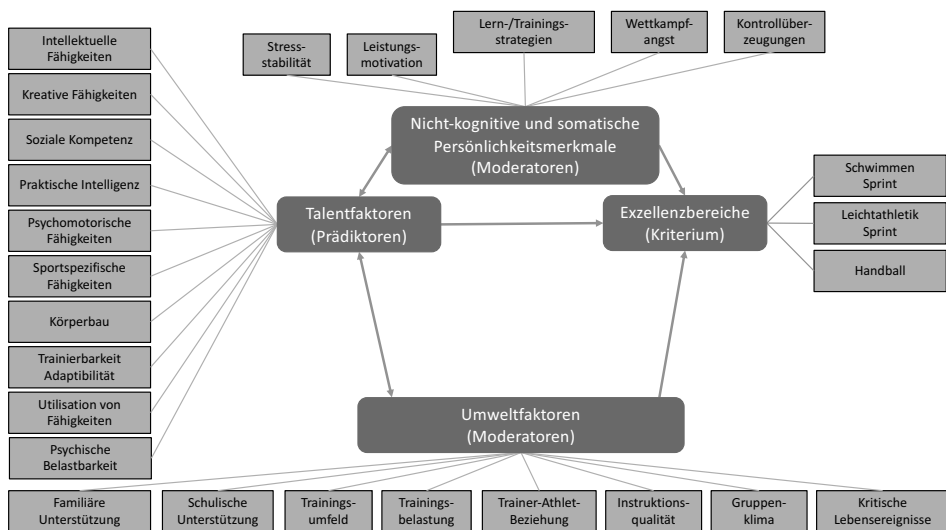 Intellektuelle
Fähigkeiten
Kreative Fähigkeiten
Soziale Kompetenz
Praktische Intelligenz
Psychomotorische
Fähigkeiten
Sportspezifische
Fähigkeiten
Körperbau
Trainierbarkeit
Adaptibilität
Utilisation von
Fähigkeiten
Psychische
Belastbarkeit
Stress-
stabilität
Leistungs-
motivation
Lern-/Trainings-
strategien
Wettkampf-
angst
Kontrollüber-
zeugungen
Nicht-kognitive und somatische
Persönlichkeitsmerkmale
(Moderatoren)
Talentfaktoren
(Prädiktoren)
Exzellenzbereiche
(Kriterium)
Schwimmen
Sprint
Leichtathletik
Sprint
Handball
Umweltfaktoren
(Moderatoren)
Familiäre
Unterstützung
Schulische
Unterstützung
Trainings-
umfeld
Trainings-
belastung
Trainer-Athlet-
Beziehung
Instruktions-
qualität
Gruppen-
klima
Kritische
Lebensereignisse